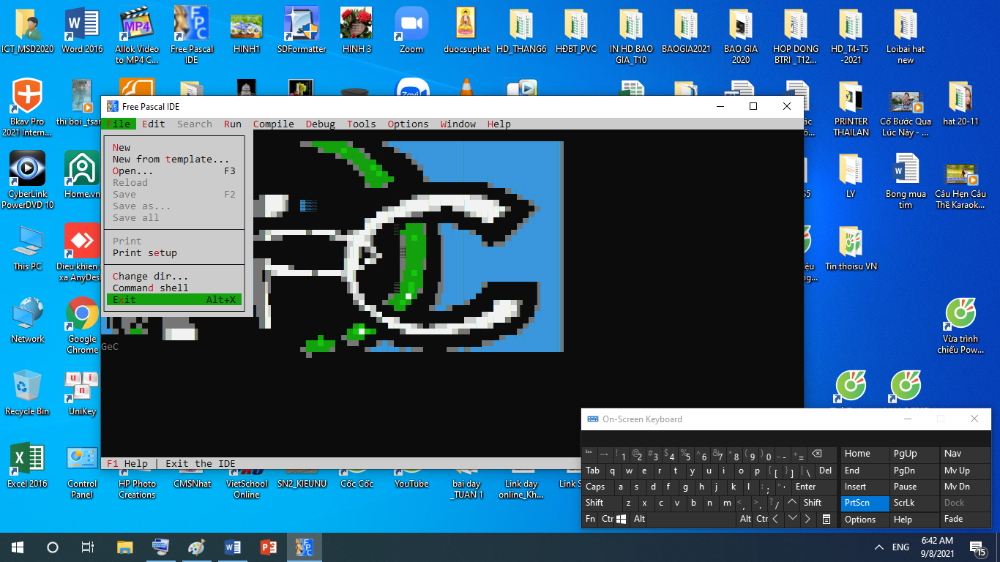 ICT_MSD2020
Word 2016
Allok Video
to MP4 C...
Free Pascal
IDE
HINH1
SDFormatter
HINH 3
Zoom
duocsuphat
HD_THANG6
HĐBT_PVC
IN HD BAO
GIA_T10
BAOGIA2021
BAO GIA
2020
HOP DONG
BTRI _T12...
HD_T4-T5
-2021
Loibai hat
new
Bkav Pro
2021 Intern...
thi boi _tsan
PRINTER
THAILAN
Cố Bước Qua
Lúc Này - ...
hat 20-11
CyberLink
PowerDVD 10
Home.vn
LY
Bong mua
tim
Câu Hẹn Câu
Thề Karaok...
This PC
Dieu khien t
xa AnyDesk
Tin thoisu VN
Network
Google
Chrome
Vừa trình
chiếu Pow...
Recycle Bin
UniKey
Excel 2016
Control
Panel
HP Photo
Creations
CMSNhat
VietSchool
Online
SN2_KIEUNU
Cốc Cốc
YouTube
bai day
_TUAN 1
Link day
online_Kh...
Free Pascal IDE
File Edit Search Run Compile Debug Tools Options Window Help
New
New from template...
Open... F3
Reload
Save F2
Save as...
Save all
Print
Print setup
Change dir...
Command shell
Exit Alt+X
GeC
F1 Help | Exit the IDE
On-Screen Keyboard
Esc ~ ` ! 1 @ 2 # 3 $ 4 % 5 ^ 6 & 7 * 8 ( 9 ) 0 _ - + = Home PgUp Nav
Tab q w e r t y u i o p { [ } ] | \ Del End PgDn Mv Up
Caps a s d f g h j k l : ; " ' Enter Insert Pause Mv Dn
Shift z x c v b n m < , > . ? / Shift PrtScn ScrLk Dock
Fn Ctr Alt Alt Ctr Options Help Fade
ENG
6:42 AM
9/8/2021
15